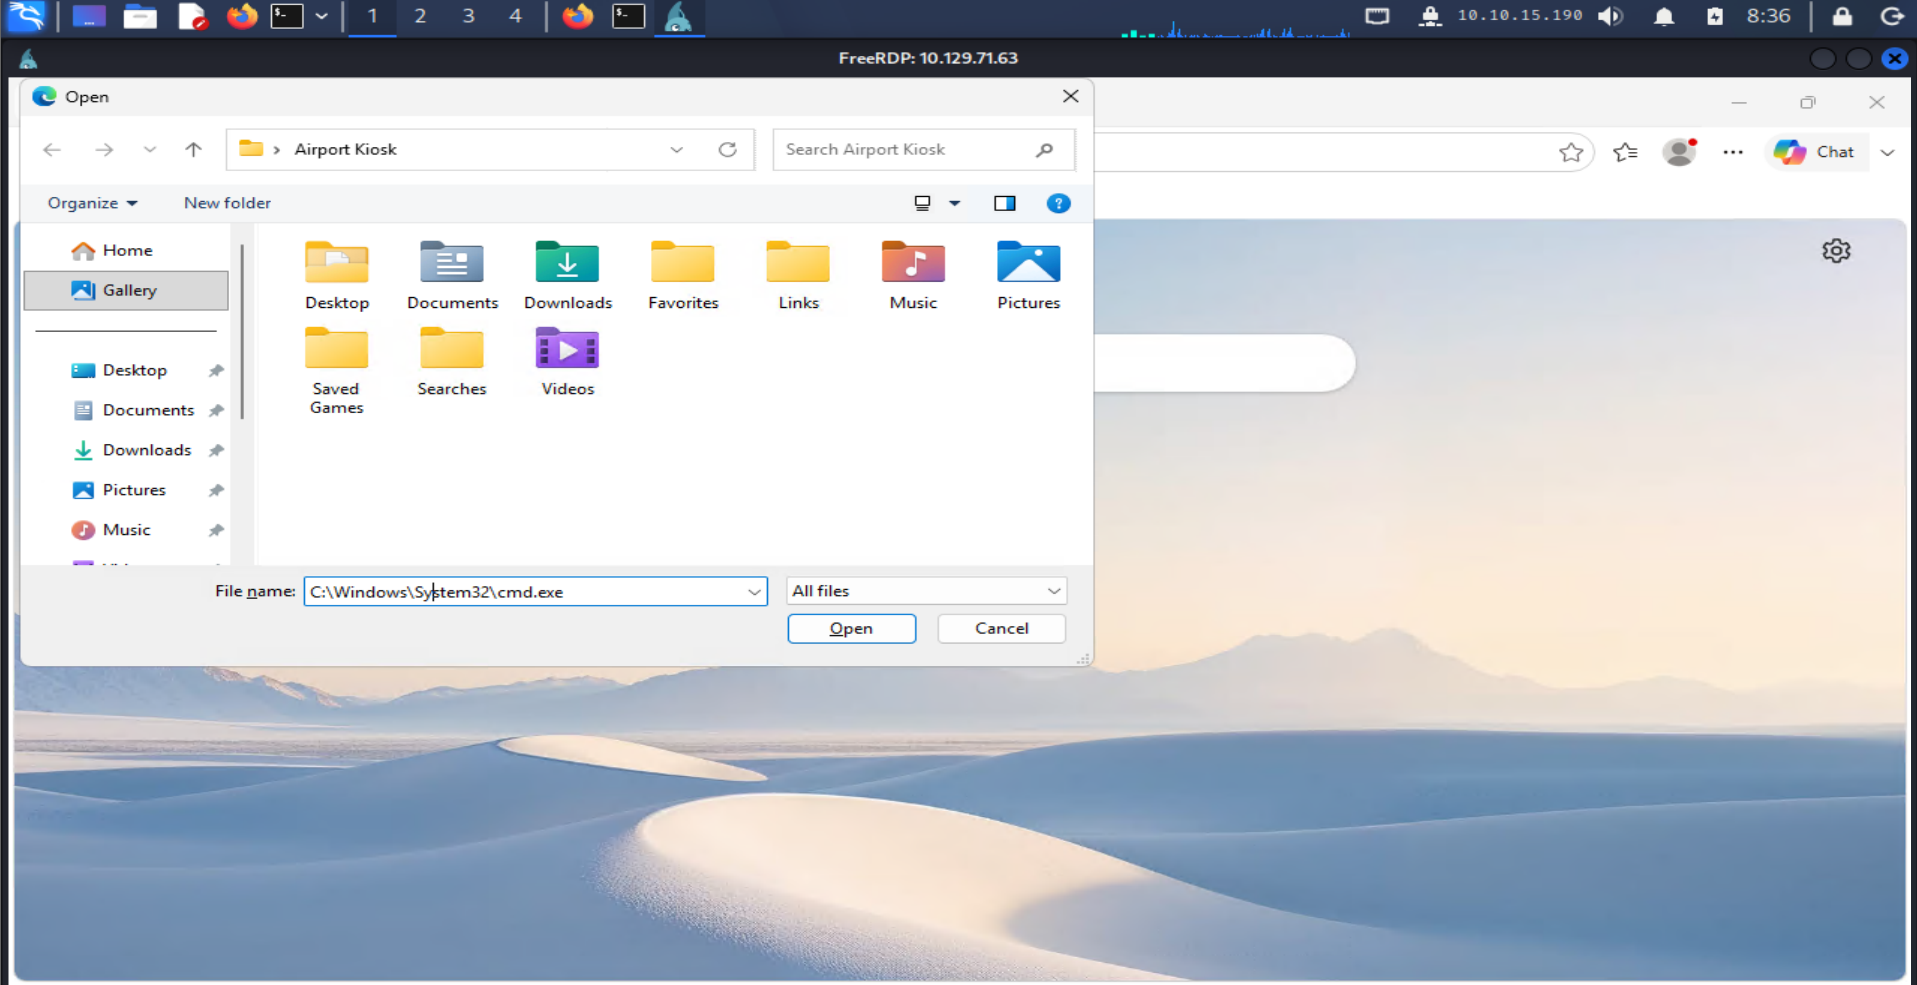 1 2 3 4 10.10.15.190 8:36
FreeRDP: 10.129.71.63
Open
Airport Kiosk
Search Airport Kiosk
Chat
Organize New folder
Home
Gallery
Desktop
Documents
Downloads
Pictures
Music
Desktop Documents Downloads Favorites Links Music Pictures
Saved Games Searches Videos
File name: C:\Windows\System32\cmd.exe All files
Open Cancel